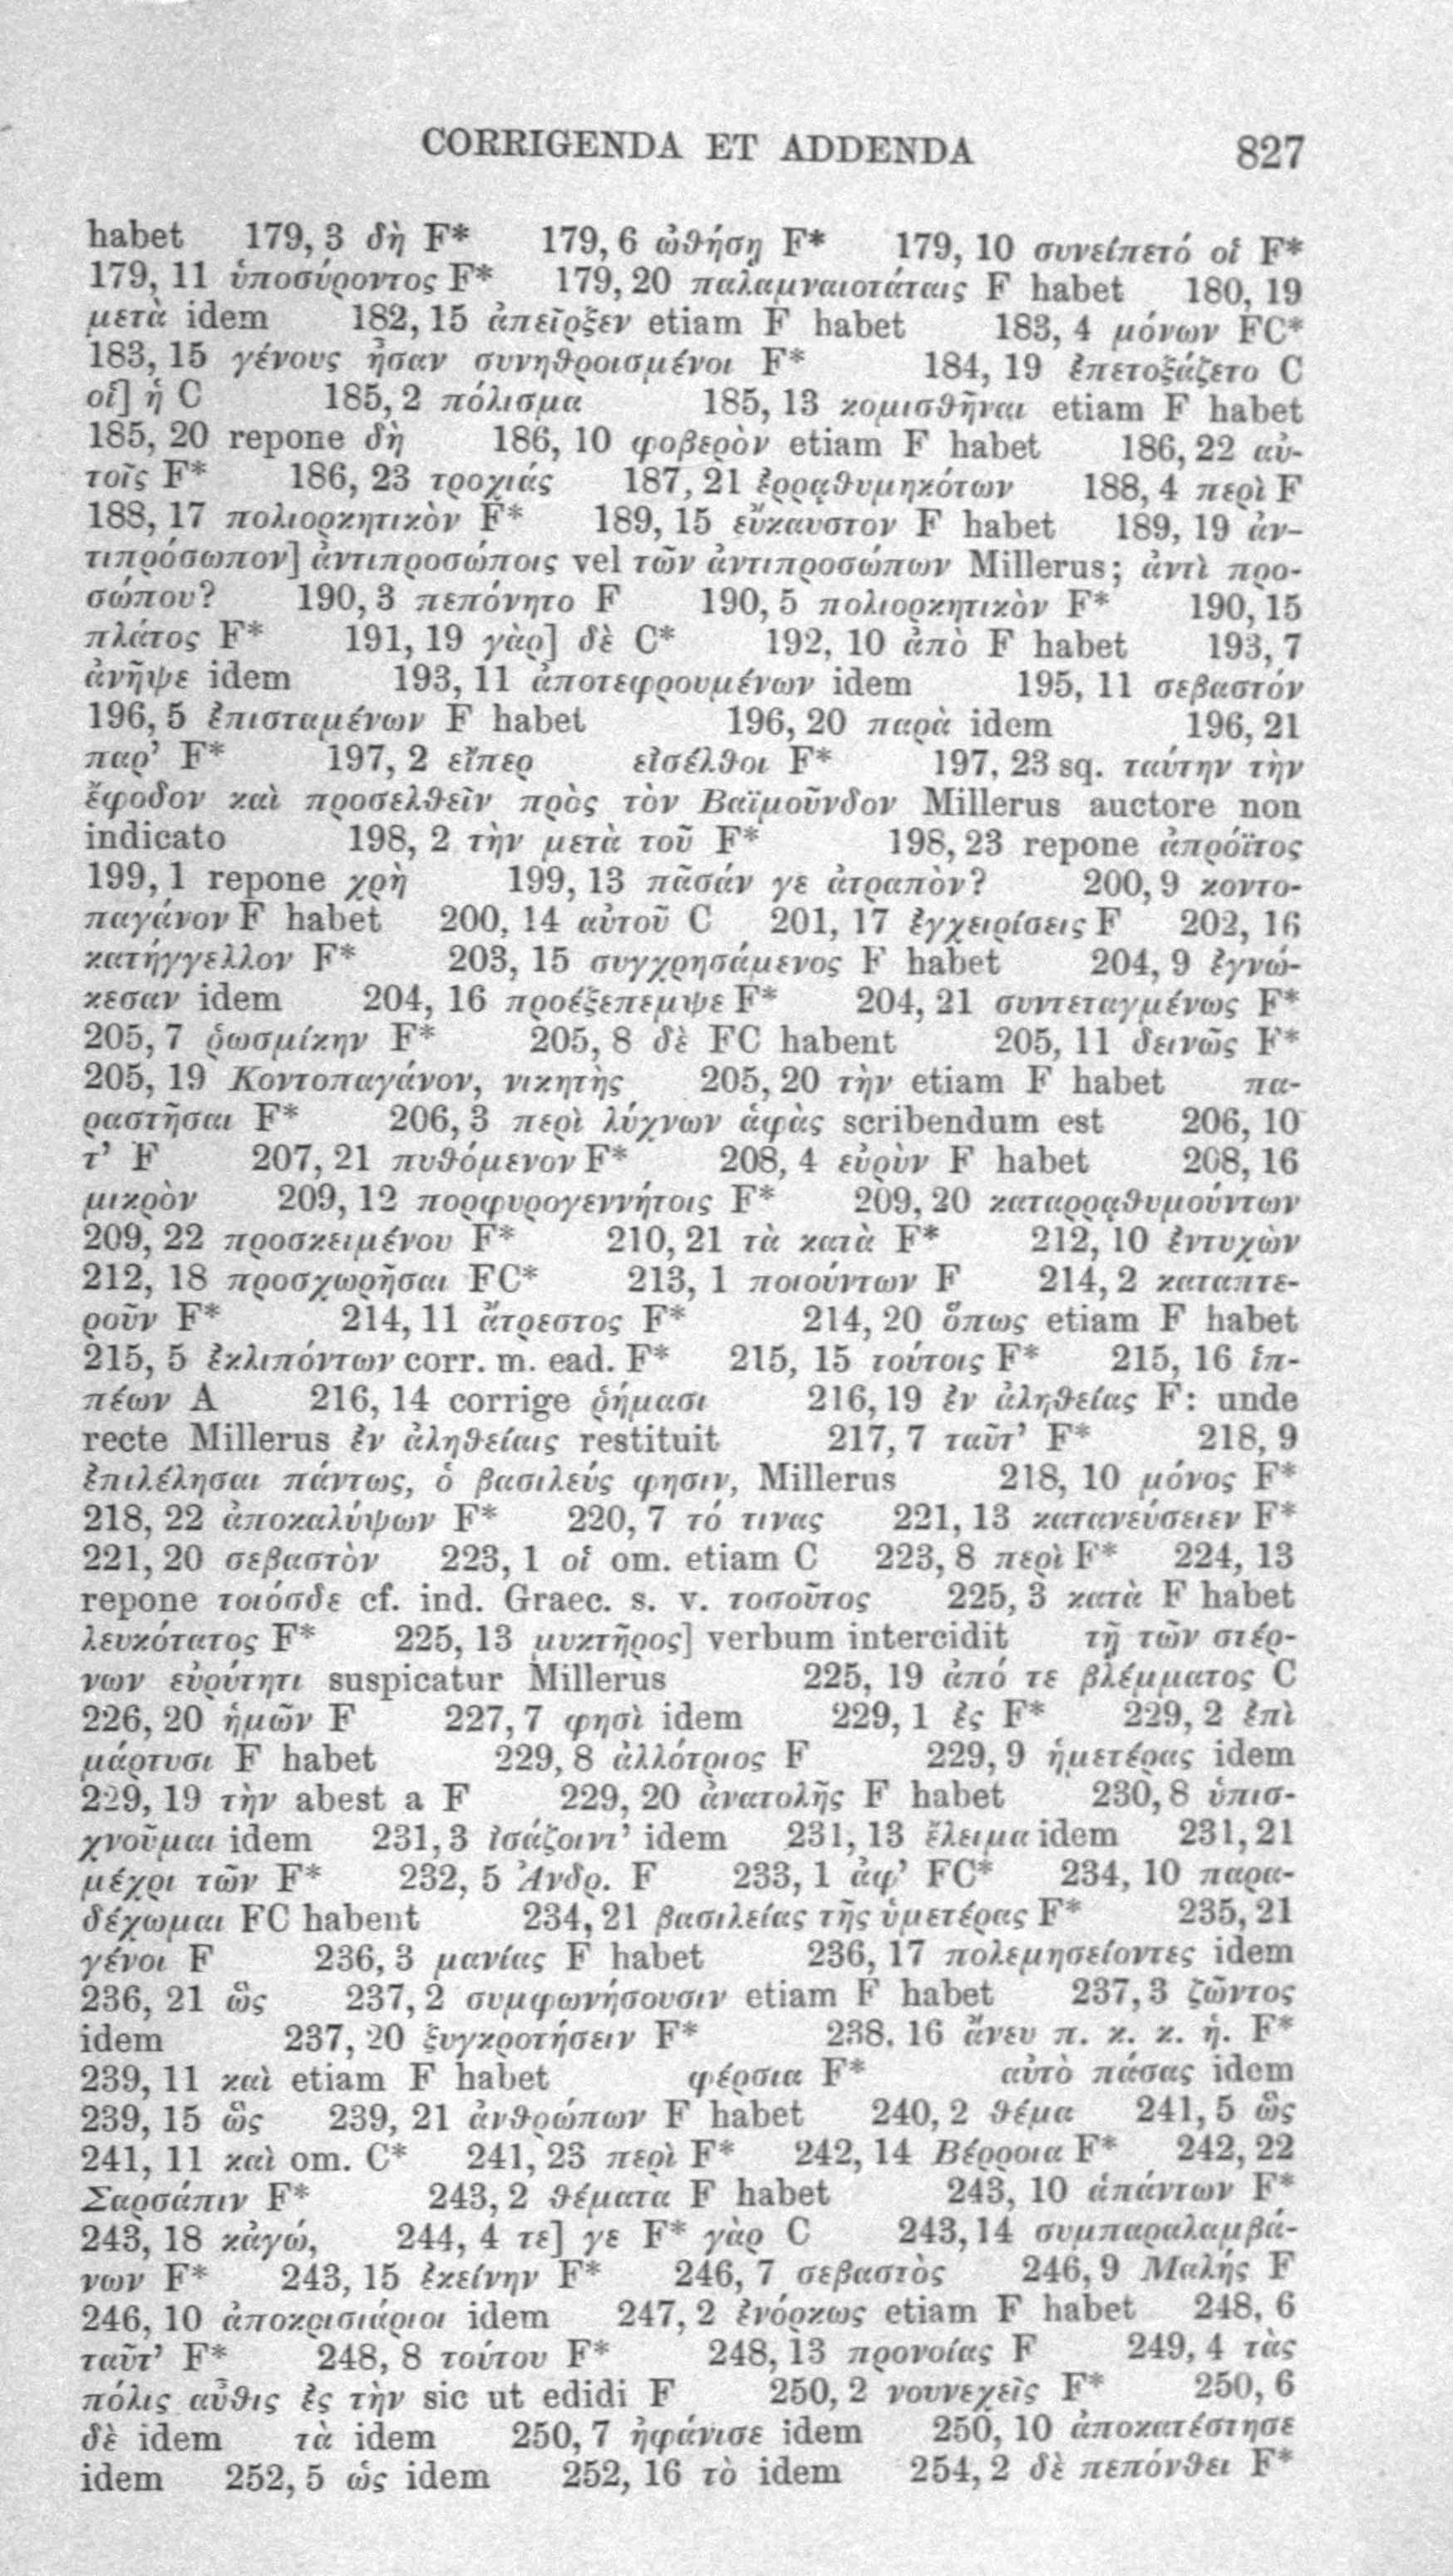 CORRIGENDA ET ADDENDA 827
habet 179, 3 δὴ F* 179, 6 ὠθήσῃ F* 179, 10 συνείπετό οἱ F*
179, 11 ὑποσύροντος F* 179, 20 παλαμναιοτάταις F habet 180, 19
μετὰ idem 182, 15 ἀπεῖρξεν etiam F habet 183, 4 μόνων FC*
183, 15 γένους ἦσαν συνηθροισμένοι F* 184, 19 ἐπετοξάζετο C
οἱ] ἡ C 185, 2 πόλισμα 185, 13 κομισθῆναι etiam F habet
185, 20 repone δὴ 186, 10 φοβερὸν etiam F habet 186, 22 αὐ-
τοῖς F* 186, 23 τροχιάς 187, 21 ἐρρᾳθυμηκότων 188, 4 περὶ F
188, 17 πολιορκητικὸν F* 189, 15 εὔκαυστον F habet 189, 19 ἀν-
τιπρόσωπον] ἀντιπροσώποις vel τῶν ἀντιπροσώπων Millerus; ἀντὶ προ-
σώπου? 190, 3 πεπόνητο F 190, 5 πολιορκητικὸν F* 190, 15
πλάτος F* 191, 19 γὰρ] δὲ C* 192, 10 ἀπὸ F habet 193, 7
ἀνῆψε idem 193, 11 ἀποτεφρουμένων idem 195, 11 σεβαστόν
196, 5 ἐπισταμένων F habet 196, 20 παρὰ idem 196, 21
παρ’ F* 197, 2 εἴπερ εἰσέλθοι F* 197, 23 sq. ταύτην τὴν
ἔφοδον καὶ προσελθεῖν πρὸς τὸν Βαϊμοῦνδον Millerus auctore non
indicato 198, 2 τὴν μετὰ τοῦ F* 198, 23 repone ἀπρόϊτος
199, 1 repone χρὴ 199, 13 πᾶσάν γε ἀτραπὸν? 200, 9 κοντο-
παγάνον F habet 200, 14 αὐτοῦ C 201, 17 ἐγχειρίσεις F 202, 16
κατήγγελλον F* 203, 15 συγχρησάμενος F habet 204, 9 ἐγνώ-
κεσαν idem 204, 16 προέξεπεμψε F* 204, 21 συντεταγμένως F*
205, 7 ῥωσμίκην F* 205, 8 δὲ FC habent 205, 11 δεινῶς F*
205, 19 Κοντοπαγάνον, νικητὴς 205, 20 τὴν etiam F habet πα-
ραστῆσαι F* 206, 3 περὶ λύχνων ἁφὰς scribendum est 206, 10
τ’ F 207, 21 πυθόμενον F* 208, 4 εὐρὺν F habet 208, 16
μικρὸν 209, 12 πορφυρογεννήτοις F* 209, 20 καταρρᾳθυμούντων
209, 22 προσκειμένου F* 210, 21 τὰ κατὰ F* 212, 10 ἐντυχὼν
212, 18 προσχωρῆσαι FC* 213, 1 ποιούντων F 214, 2 καταπτε-
ροῦν F* 214, 11 ἄτρεστος F* 214, 20 ὅπως etiam F habet
215, 5 ἐκλιπόντων corr. m. ead. F* 215, 15 τούτοις F* 215, 16 ἱπ-
πέων A 216, 14 corrige ῥήμασι 216, 19 ἐν ἀληθείας F: unde
recte Millerus ἐν ἀληθείαις restituit 217, 7 ταῦτ’ F* 218, 9
ἐπιλέλησαι πάντως, ὁ βασιλεύς φησιν, Millerus 218, 10 μόνος F*
218, 22 ἀποκαλύψων F* 220, 7 τό τινας 221, 13 κατανεύσειεν F*
221, 20 σεβαστὸν 223, 1 οἱ om. etiam C 223, 8 περὶ F* 224, 13
repone τοιόσδε cf. ind. Graec. s. v. τοσοῦτος 225, 3 κατὰ F habet
λευκότατος F* 225, 13 μυκτῆρος] verbum intercidit τῇ τῶν στέρ-
νων εὐρύτητι suspicatur Millerus 225, 19 ἀπό τε βλέμματος C
226, 20 ἡμῶν F 227, 7 φησὶ idem 229, 1 ἐς F* 229, 2 ἐπὶ
μάρτυσι F habet 229, 8 ἀλλότριος F 229, 9 ἡμετέρας idem
229, 19 τὴν abest a F 229, 20 ἀνατολῆς F habet 230, 8 ὑπισ-
χνοῦμαι idem 231, 3 ἰσάζοιντ’ idem 231, 13 ἔλειμα idem 231, 21
μέχρι τῶν F* 232, 5 Ἀνδρ. F 233, 1 ἀφ’ FC* 234, 10 παρα-
δέχωμαι FC habent 234, 21 βασιλείας τῆς ὑμετέρας F* 235, 21
γένοι F 236, 3 μανίας F habet 236, 17 πολεμησείοντες idem
236, 21 ὣς 237, 2 συμφωνήσουσιν etiam F habet 237, 3 ζῶντος
idem 237, 20 ξυγκροτήσειν F* 238, 16 ἄνευ π. κ. κ. ἡ. F*
239, 11 καὶ etiam F habet φέρσια F* αὐτὸ πάσας idem
239, 15 ὣς 239, 21 ἀνθρώπων F habet 240, 2 θέμα 241, 5 ὣς
241, 11 καὶ om. C* 241, 23 περὶ F* 242, 14 Βέρροια F* 242, 22
Σαρσάπιν F* 243, 2 θέματα F habet 243, 10 ἁπάντων F*
243, 18 κἀγώ, 244, 4 τε] γε F* γὰρ C 243, 14 συμπαραλαμβά-
νων F* 243, 15 ἐκείνην F* 246, 7 σεβαστὸς 246, 9 Μαλής F
246, 10 ἀποκρισιάριοι idem 247, 2 ἐνόρκως etiam F habet 248, 6
ταῦτ’ F* 248, 8 τούτου F* 248, 13 προνοίας F 249, 4 τὰς
πόλις αὖθις ἐς τὴν sic ut edidi F 250, 2 νουνεχεῖς F* 250, 6
δὲ idem τὰ idem 250, 7 ἠφάνισε idem 250, 10 ἀποκατέστησε
idem 252, 5 ὡς idem 252, 16 τὸ idem 254, 2 δὲ πεπόνθει F*